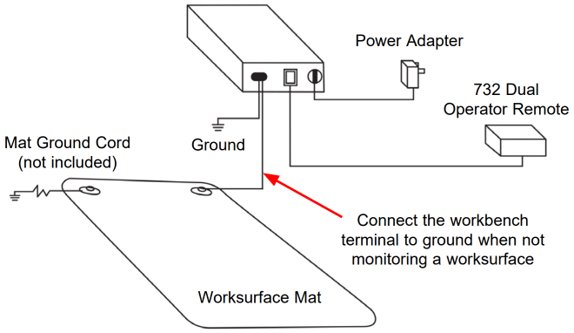 Power Adapter
732 Dual
Operator Remote
Mat Ground Cord
(not included)
Ground
Connect the workbench
terminal to ground when not
monitoring a worksurface
Worksurface Mat